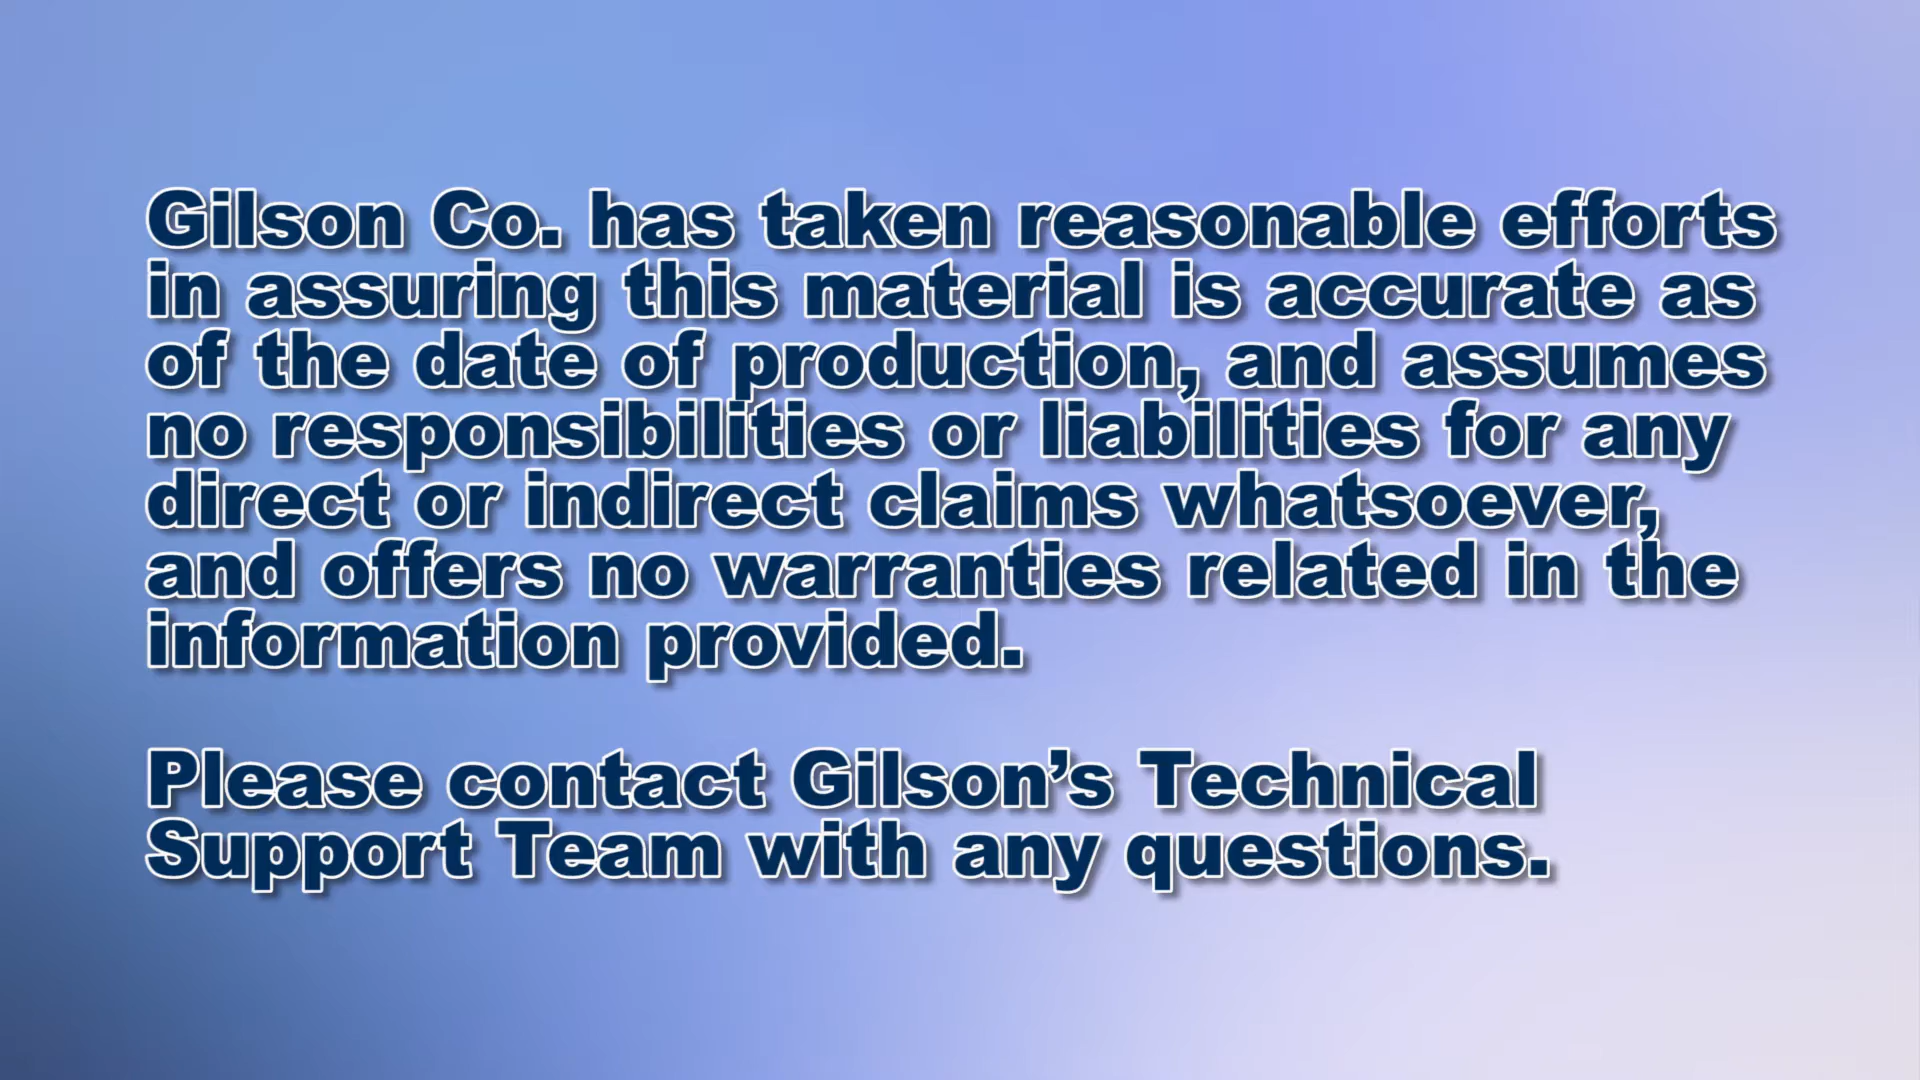 Gilson Co. has taken reasonable efforts
in assuring this material is accurate as
of the date of production, and assumes
no responsibilities or liabilities for any
direct or indirect claims whatsoever,
and offers no warranties related in the
information provided.
Please contact Gilson’s Technical
Support Team with any questions.